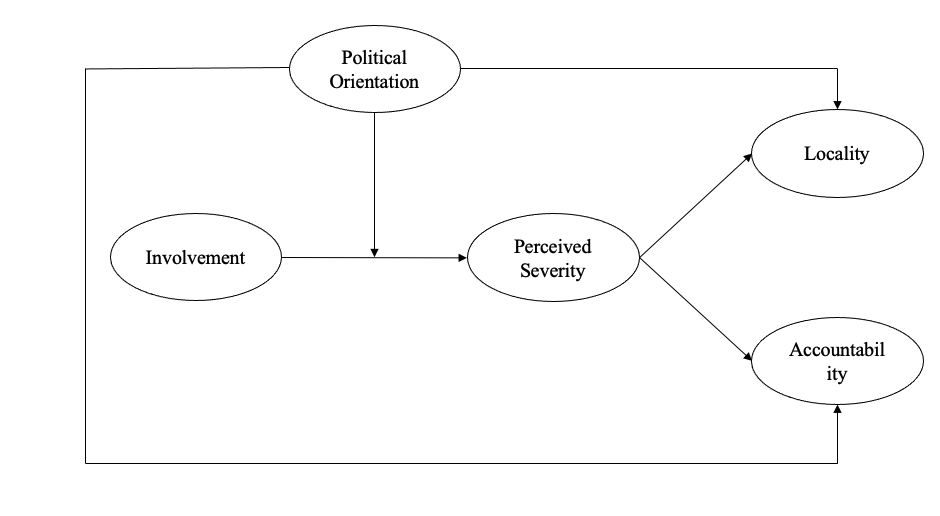 Political
Orientation
Locality
Involvement
Perceived
Severity
Accountabil
ity